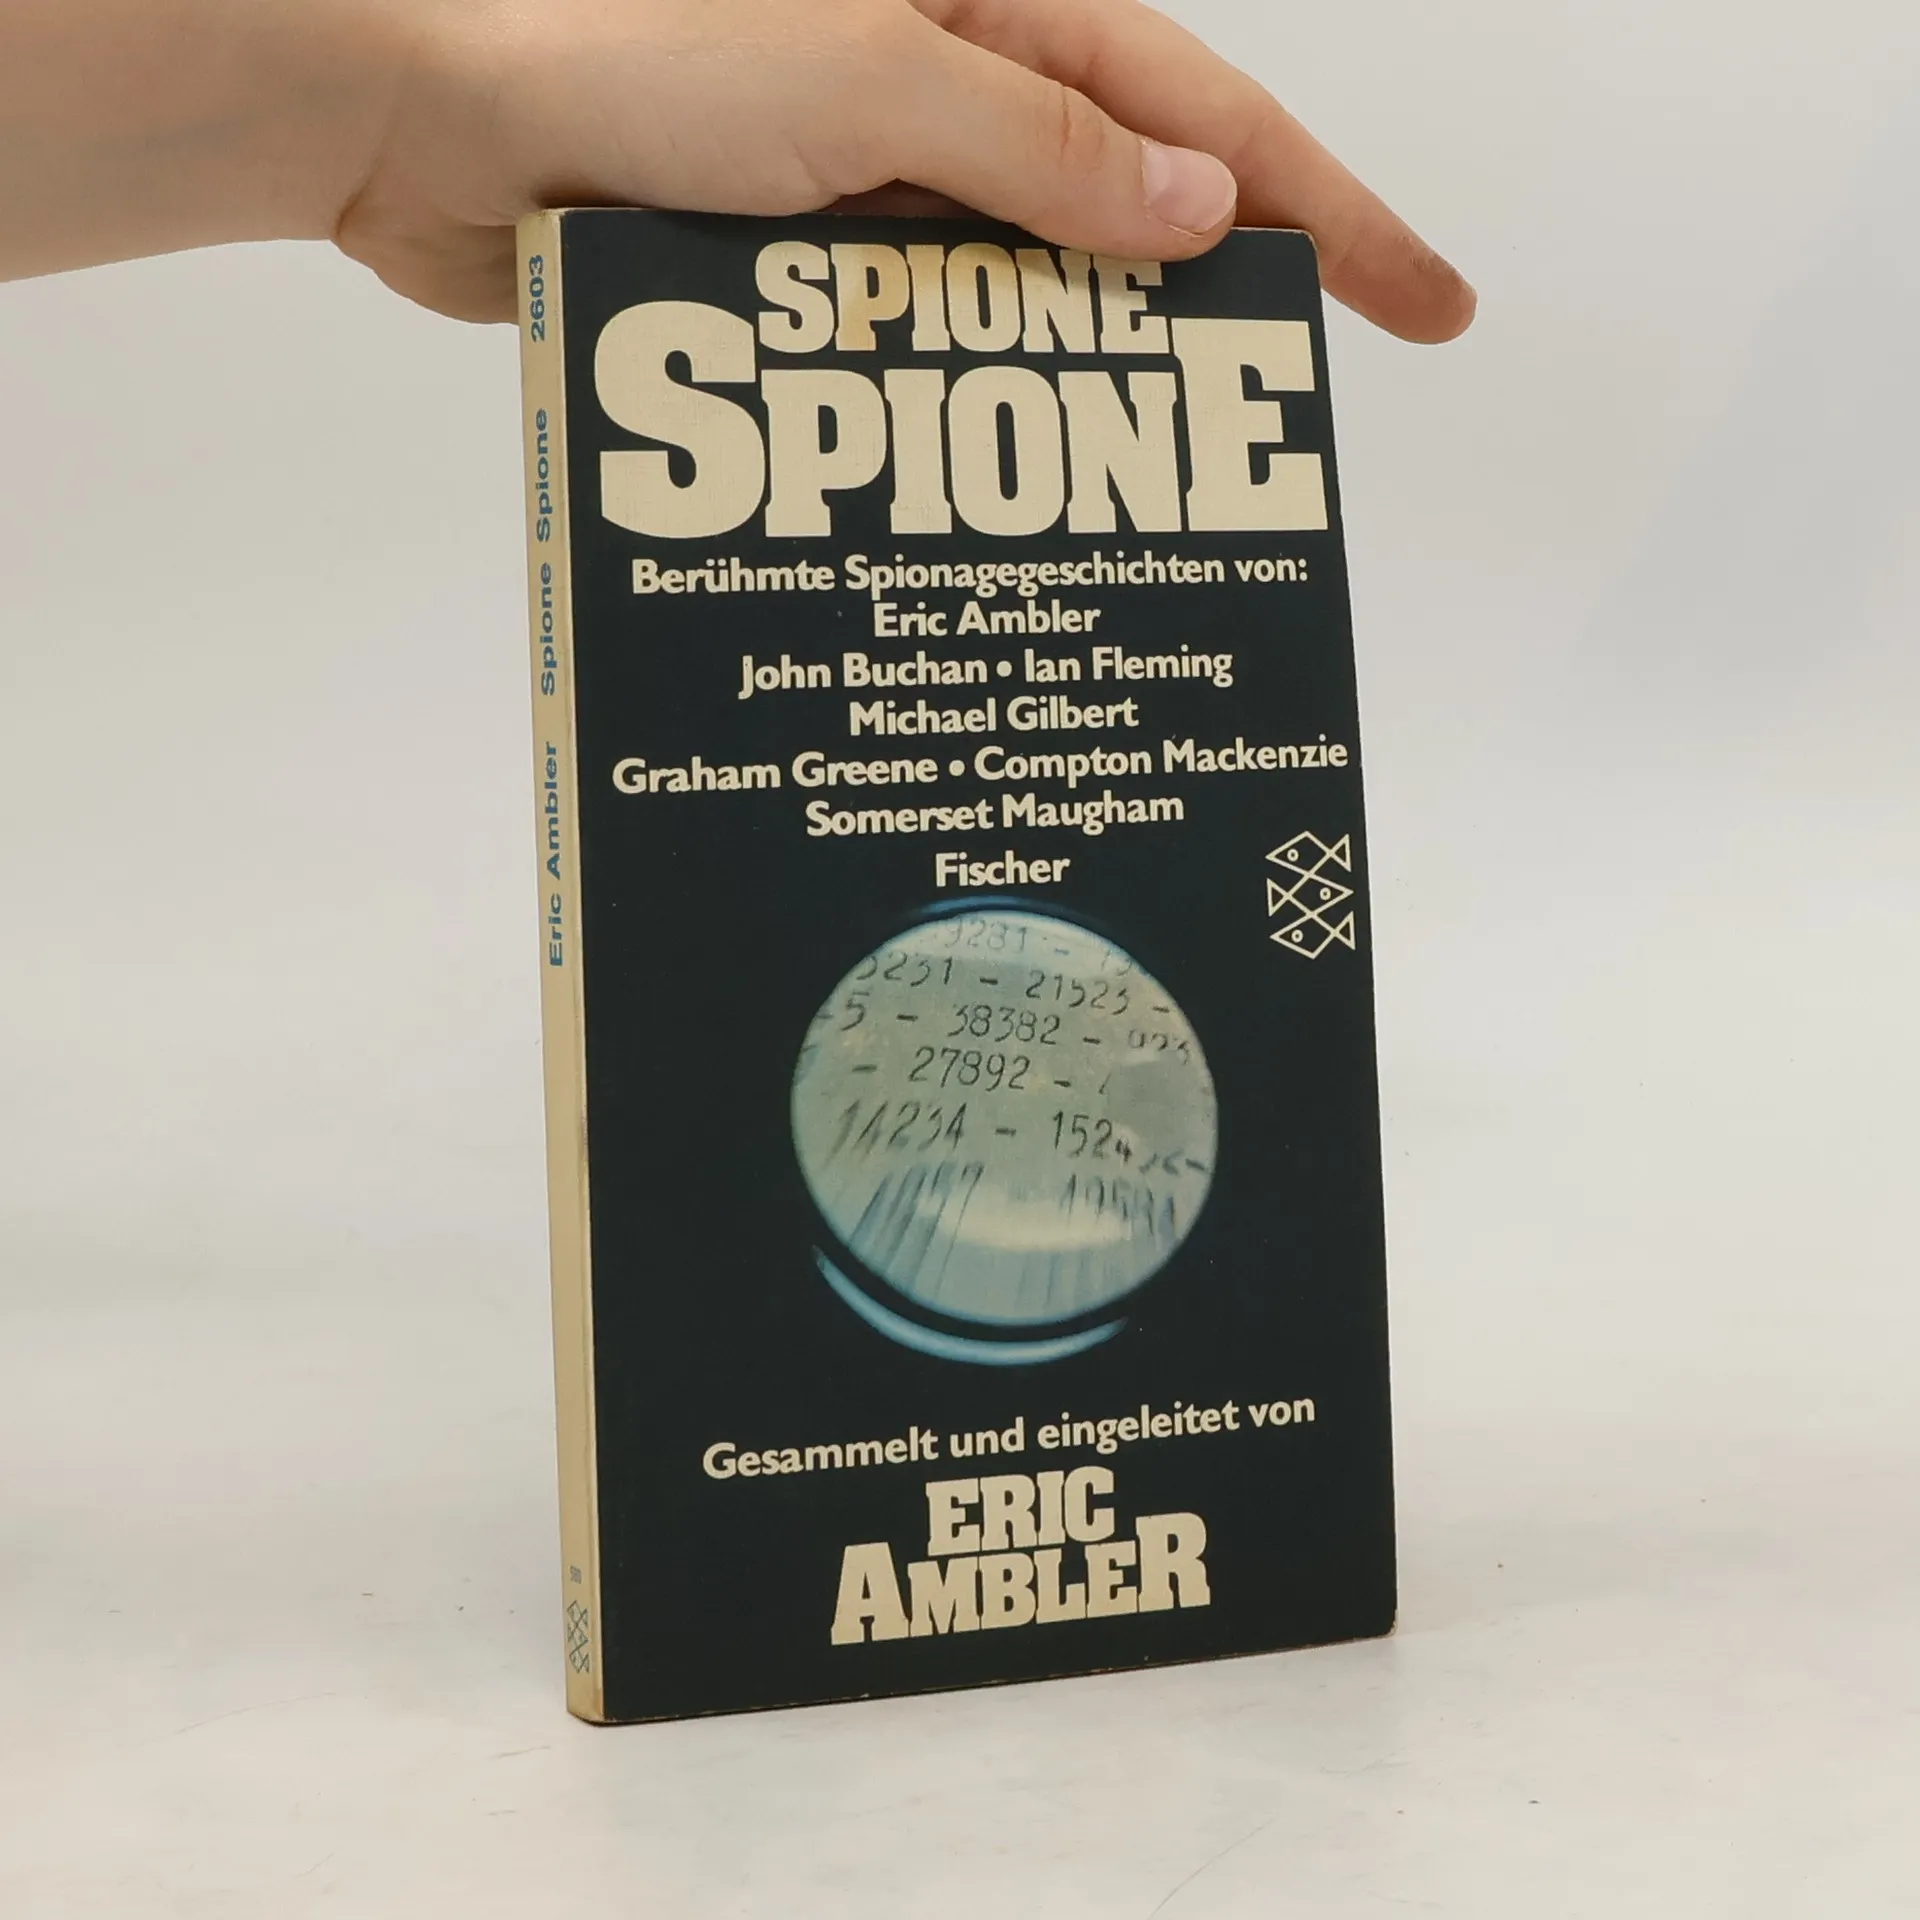 SPIONE
SPIONE
Berühmte Spionagegeschichten von:
Eric Ambler
John Buchan • Ian Fleming
Michael Gilbert
Graham Greene • Compton Mackenzie
Somerset Maugham
Fischer
9281 -
5231 - 21523 -
5 - 38382 -
- 27892 -
14234 - 152
Gesammelt und eingeleitet von
ERIC
AMBLER
Eric Ambler Spione Spione 2603
580